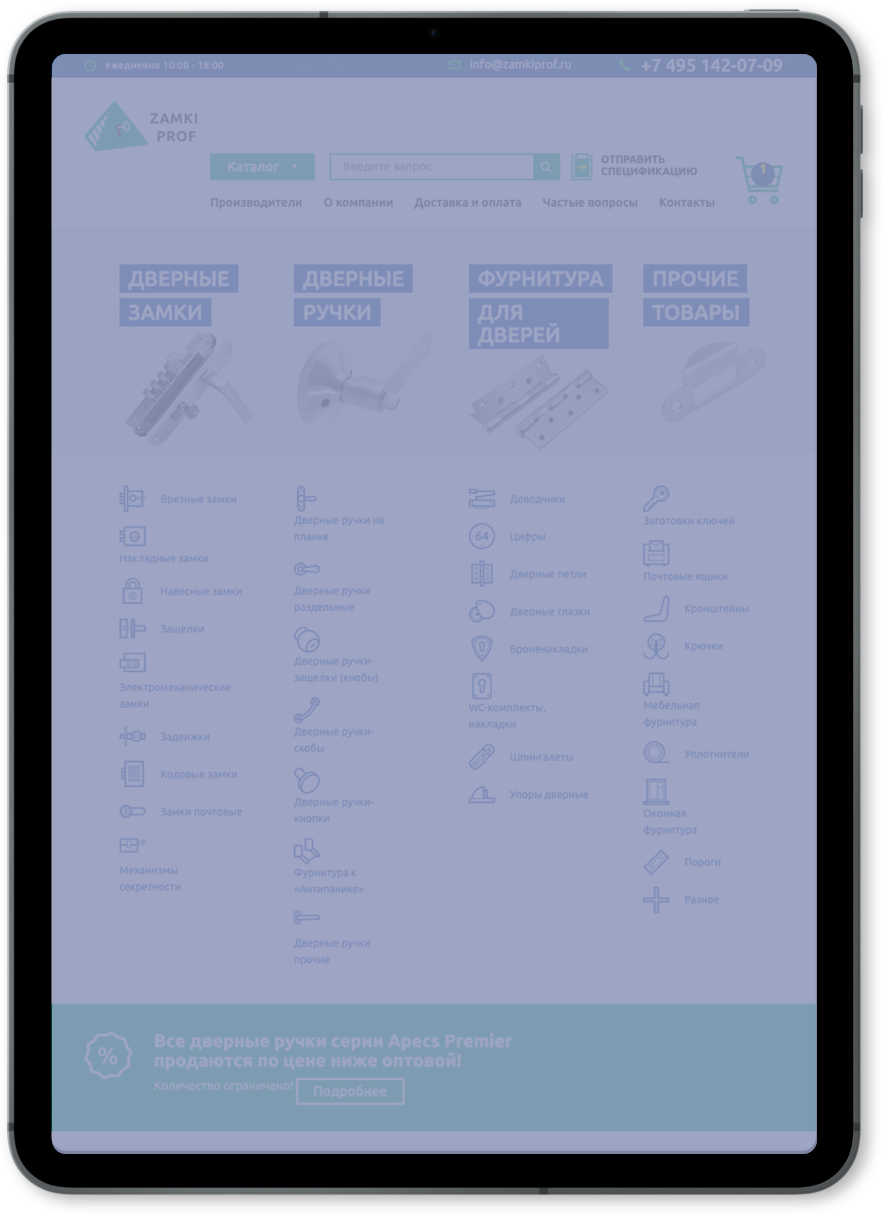 ежедневно 10:00 - 18:00
info@zamkiprof.ru
+7 495 142-07-09
ZAMKI
PROF
Каталог
Введите запрос
ОТПРАВИТЬ
СПЕЦИФИКАЦИЮ
1
Производители
О компании
Доставка и оплата
Частые вопросы
Контакты
ДВЕРНЫЕ
ЗАМКИ
ДВЕРНЫЕ
РУЧКИ
ФУРНИТУРА
ДЛЯ
ДВЕРЕЙ
ПРОЧИЕ
ТОВАРЫ
Врезные замки
Накладные замки
Навесные замки
Защелки
Электромеханические
замки
Задвижки
Кодовые замки
Замки почтовые
Механизмы
секретности
Дверные ручки на
планке
Дверные ручки
раздельные
Дверные ручки-
защелки (кнобы)
Дверные ручки-
скобы
Дверные ручки-
кнопки
Фурнитура к
«Антипанике»
Дверные ручки
прочие
Доводчики
64
Цифры
Дверные петли
Дверные глазки
Броненакладки
WC-комплекты,
накладки
Шпингалеты
Упоры дверные
Заготовки ключей
Почтовые ящики
Кронштейны
Крючки
Мебельная
фурнитура
Уплотнители
Оконная
фурнитура
Пороги
Разное
%
Все дверные ручки серии Apecs Premier
продаются по цене ниже оптовой!
Количество ограничено!
Подробнее